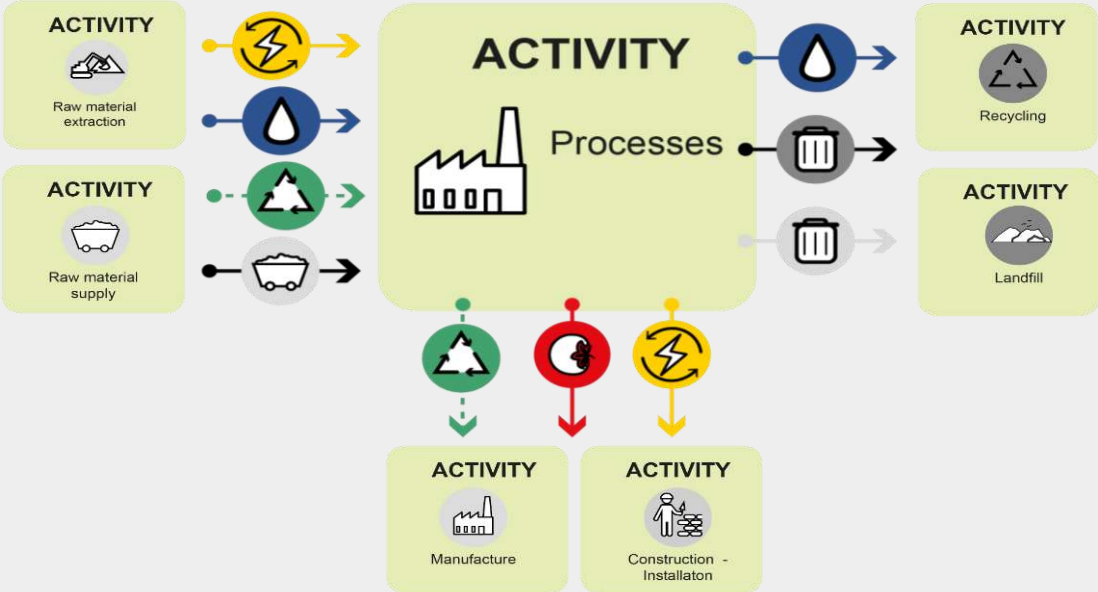 ACTIVITY
Raw material
extraction
ACTIVITY
Raw material
supply
ACTIVITY
Processes
ACTIVITY
Recycling
ACTIVITY
Landfill
ACTIVITY
Manufacture
ACTIVITY
Construction -
Installaton